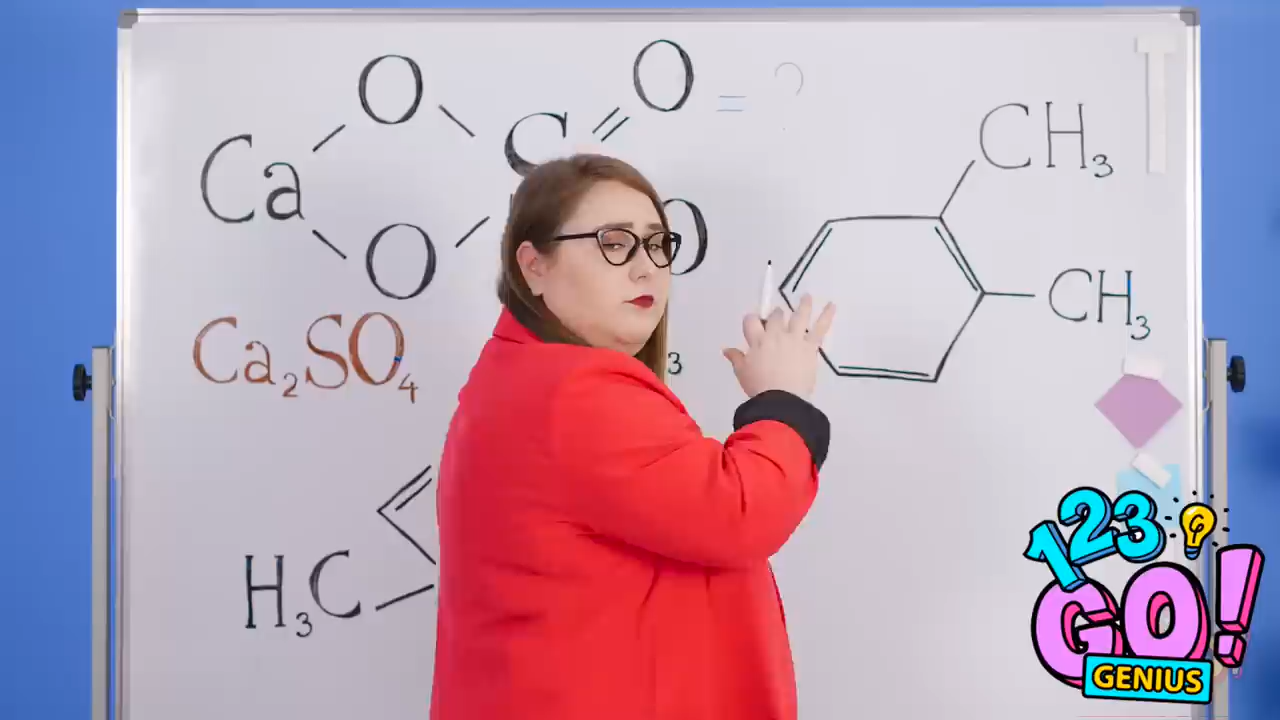 O O = ?
Ca C
O O
CH₃
CH₃
Ca₂SO₄
₃
H₃C
123
GO!
GENIUS